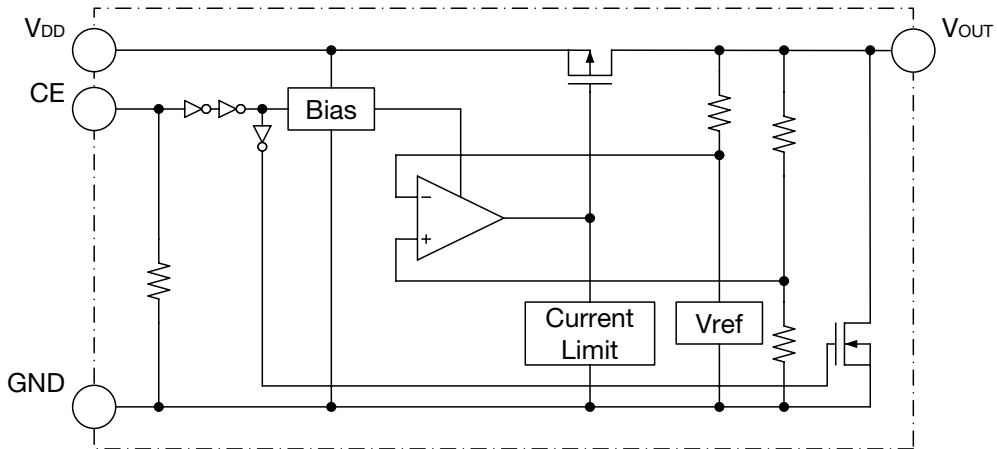 VDD
VOUT
CE
Bias
−
+
Current
Limit
Vref
GND